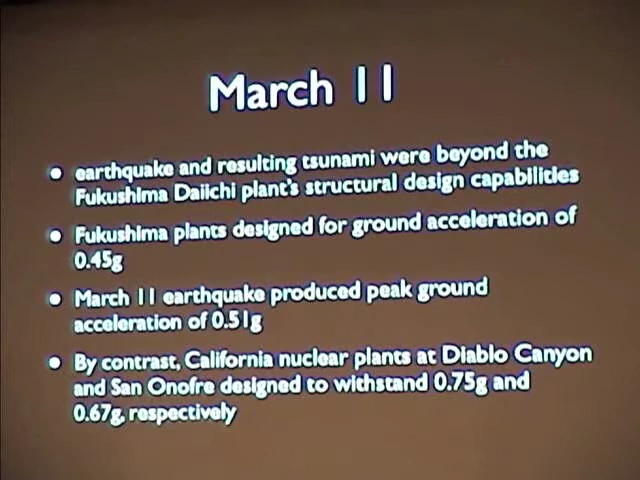 March 11
• earthquake and resulting tsunami were beyond the
Fukushima Daiichi plant's structural design capabilities
• Fukushima plants designed for ground acceleration of
0.45g
• March 11 earthquake produced peak ground
acceleration of 0.51g
• By contrast, California nuclear plants at Diablo Canyon
and San Onofre designed to withstand 0.75g and
0.67g, respectively